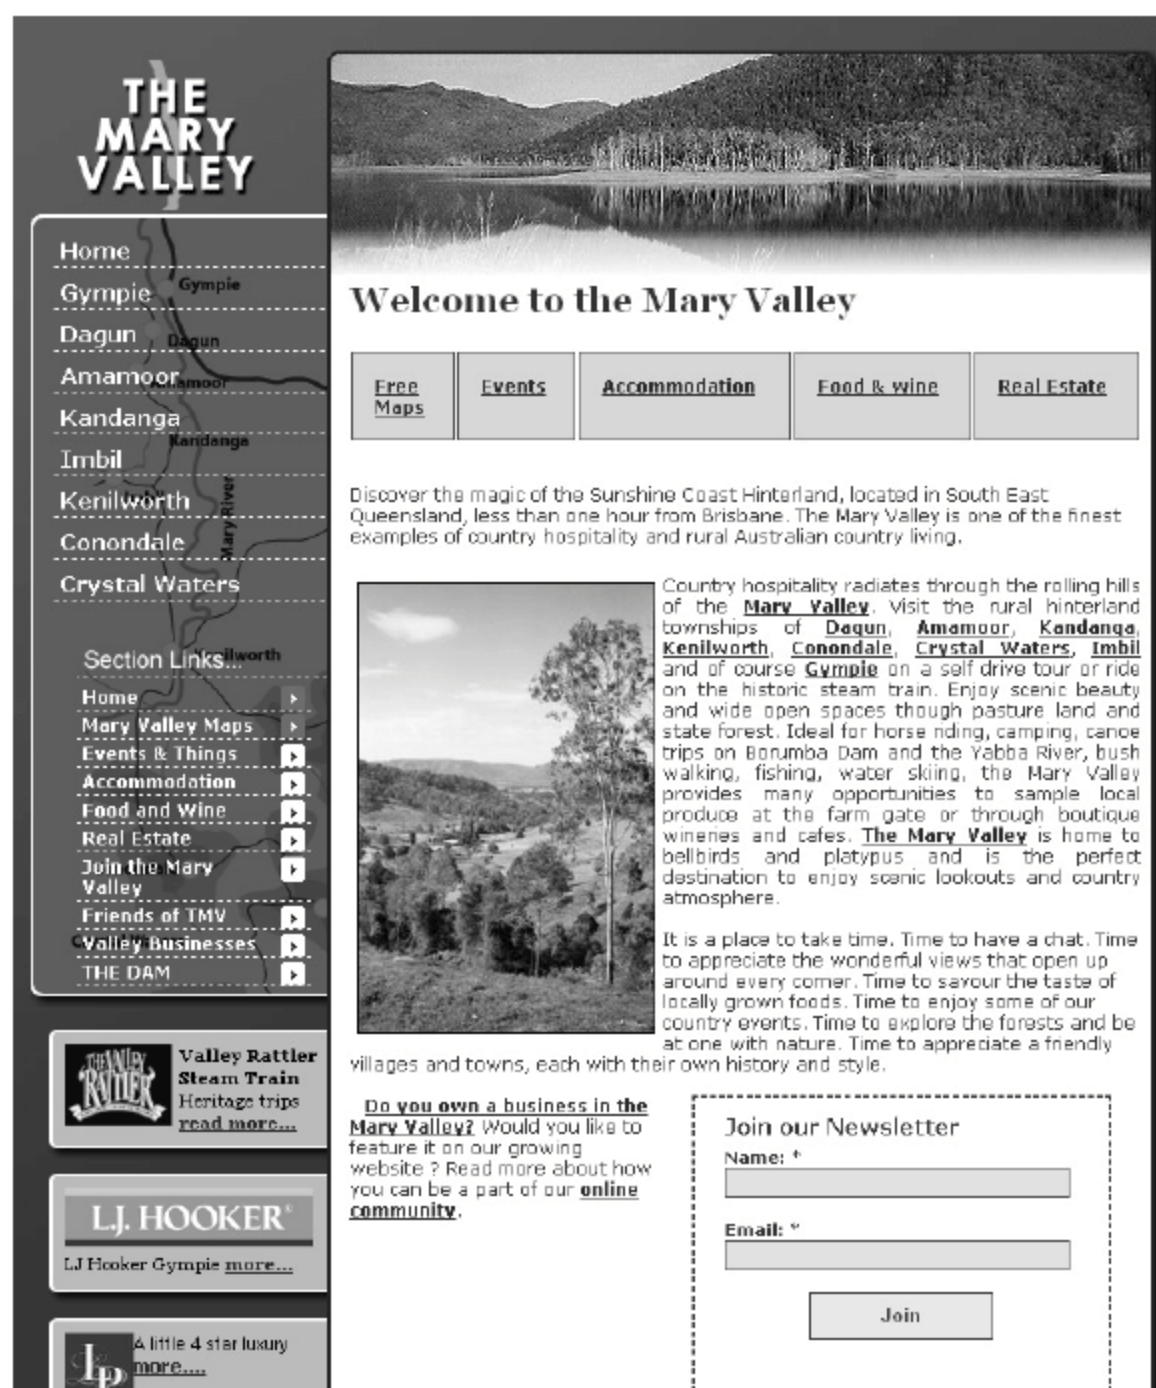 THE
MARY
VALLEY
Home
Gympie
Gympie
Dagun
Dagun
Amamoor
Amamoor
Kandanga
Kandanga
Imbil
Kenilworth
Mary River
Conondale
Crystal Waters
Section Links...
Kenilworth
Home
Mary Valley Maps
Events & Things
Accommodation
Food and Wine
Real Estate
Join the Mary
Valley
Friends of TMV
Valley Businesses
THE DAM
THE VALLEY
RATTLER
Valley Rattler
Steam Train
Heritage trips
read more...
L.J. HOOKER®
LJ Hooker Gympie more...
LP
A little 4 star luxury
more....
Welcome to the Mary Valley
Free
Maps
Events
Accommodation
Food & wine
Real Estate
Discover the magic of the Sunshine Coast Hinterland, located in South East
Queensland, less than one hour from Brisbane. The Mary Valley is one of the finest
examples of country hospitality and rural Australian country living.
Country hospitality radiates through the rolling hills
of the Mary Valley. Visit the rural hinterland
townships of Dagun, Amamoor, Kandanga,
Kenilworth, Conondale, Crystal Waters, Imbil
and of course Gympie on a self drive tour or ride
on the historic steam train. Enjoy scenic beauty
and wide open spaces though pasture land and
state forest. Ideal for horse riding, camping, canoe
trips on Borumba Dam and the Yabba River, bush
walking, fishing, water skiing, the Mary Valley
provides many opportunities to sample local
produce at the farm gate or through boutique
wineries and cafes. The Mary Valley is home to
bellbirds and platypus and is the perfect
destination to enjoy scenic lookouts and country
atmosphere.
It is a place to take time. Time to have a chat. Time
to appreciate the wonderful views that open up
around every corner. Time to savour the taste of
locally grown foods. Time to enjoy some of our
country events. Time to explore the forests and be
at one with nature. Time to appreciate a friendly
villages and towns, each with their own history and style.
Do you own a business in the
Mary Valley? Would you like to
feature it on our growing
website ? Read more about how
you can be a part of our online
community.
Join our Newsletter
Name: *
Email: *
Join